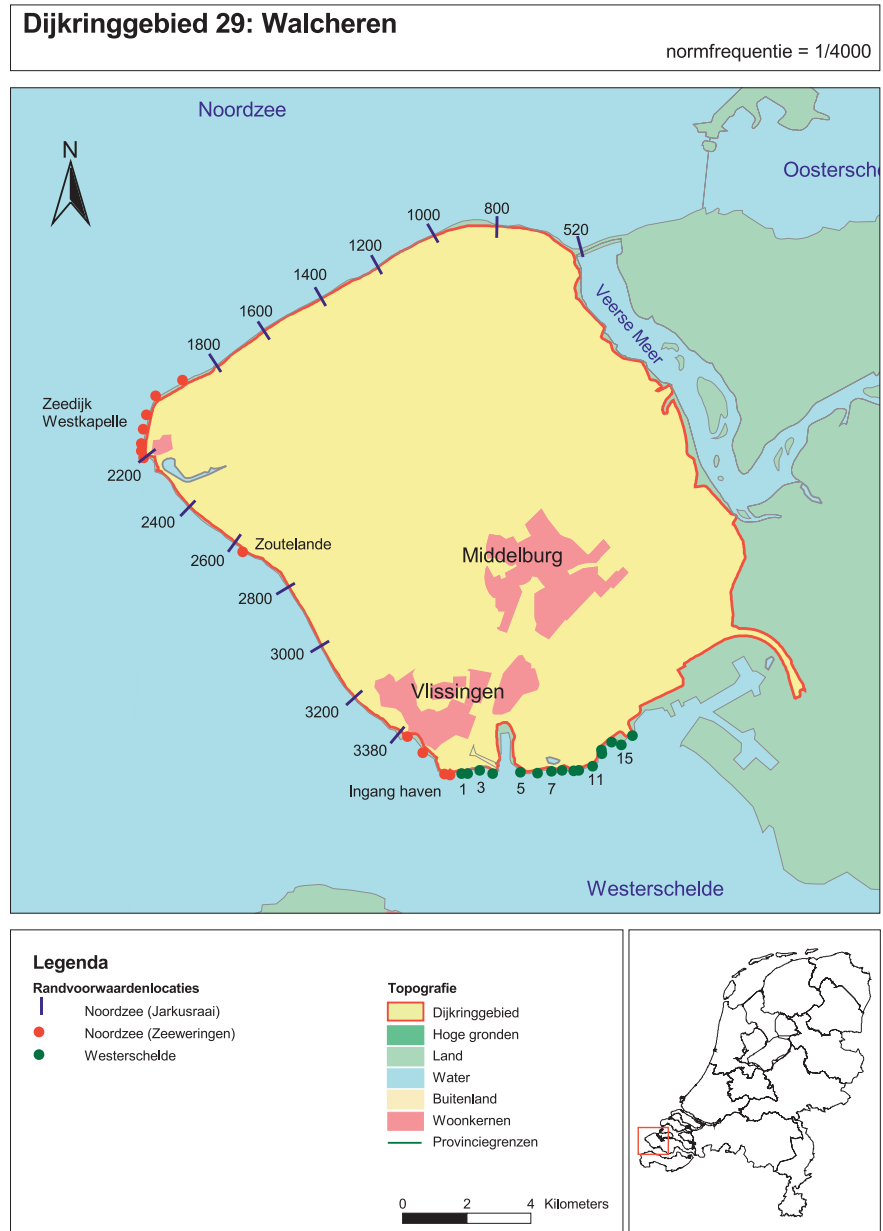 Dijkringgebied 29: Walcheren
normfrequentie = 1/4000
Noordzee
N
Oostersche
800
1000
520
1200
1400
Veerse Meer
1600
1800
Zeedijk
Westkapelle
2200
2400
Zoutelande
2600
Middelburg
2800
3000
Vlissingen
3200
3380
15
11
Ingang haven
1
3
5
7
Westerschelde
Legenda
Randvoorwaardenlocaties
Noordzee (Jarkusraai)
Noordzee (Zeeweringen)
Westerschelde
Topografie
Dijkringgebied
Hoge gronden
Land
Water
Buitenland
Woonkernen
Provinciegrenzen
0 2 4 Kilometers